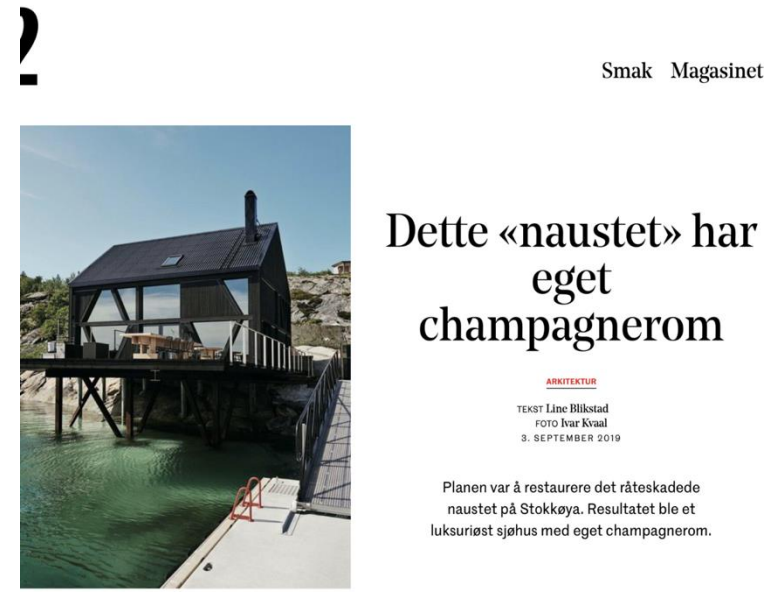 2
Smak Magasinet
Dette «naustet» har
eget
champagnerom
ARKITEKTUR
TEKST Line Blikstad
FOTO Ivar Kvaal
3. SEPTEMBER 2019
Planen var å restaurere det råteskadede
naustet på Stokkøya. Resultatet ble et
luksuriøst sjøhus med eget champagnerom.